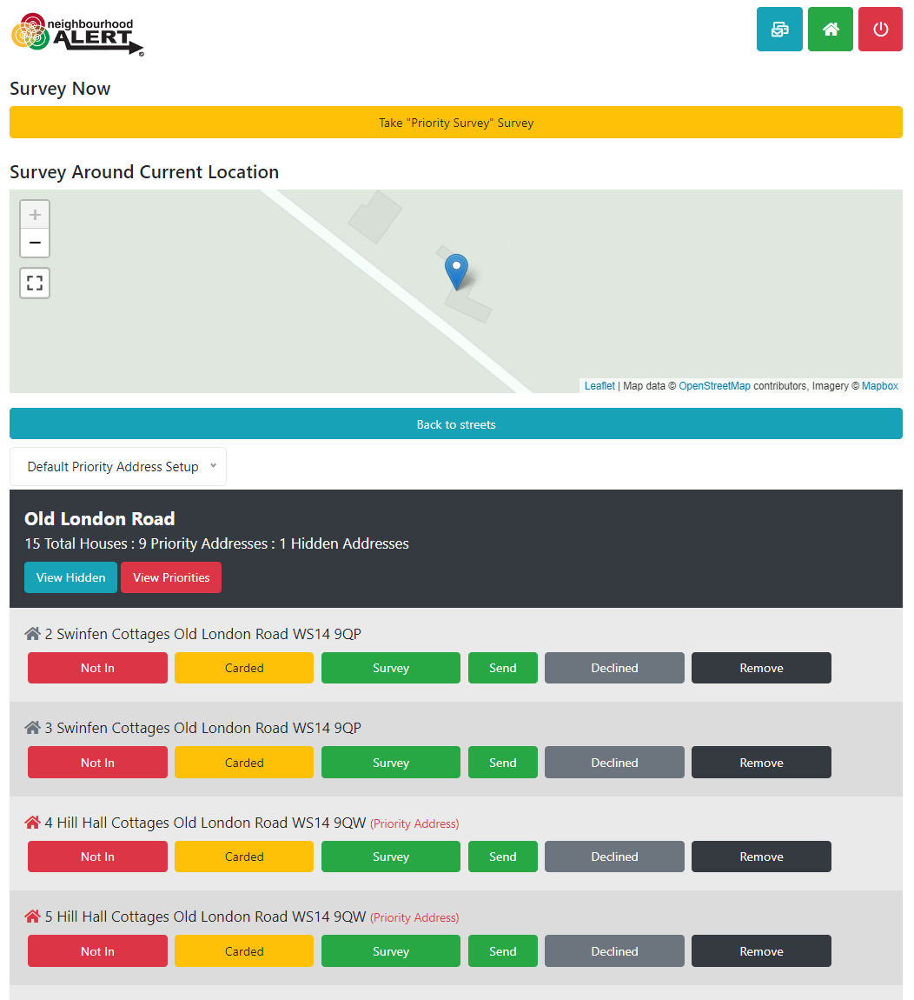 neighbourhood
ALERT
Survey Now
Take "Priority Survey" Survey
Survey Around Current Location
+
−
Leaflet | Map data © OpenStreetMap contributors, Imagery © Mapbox
Back to streets
Default Priority Address Setup
Old London Road
15 Total Houses : 9 Priority Addresses : 1 Hidden Addresses
View Hidden View Priorities
2 Swinfen Cottages Old London Road WS14 9QP
Not In Carded Survey Send Declined Remove
3 Swinfen Cottages Old London Road WS14 9QP
Not In Carded Survey Send Declined Remove
4 Hill Hall Cottages Old London Road WS14 9QW (Priority Address)
Not In Carded Survey Send Declined Remove
5 Hill Hall Cottages Old London Road WS14 9QW (Priority Address)
Not In Carded Survey Send Declined Remove